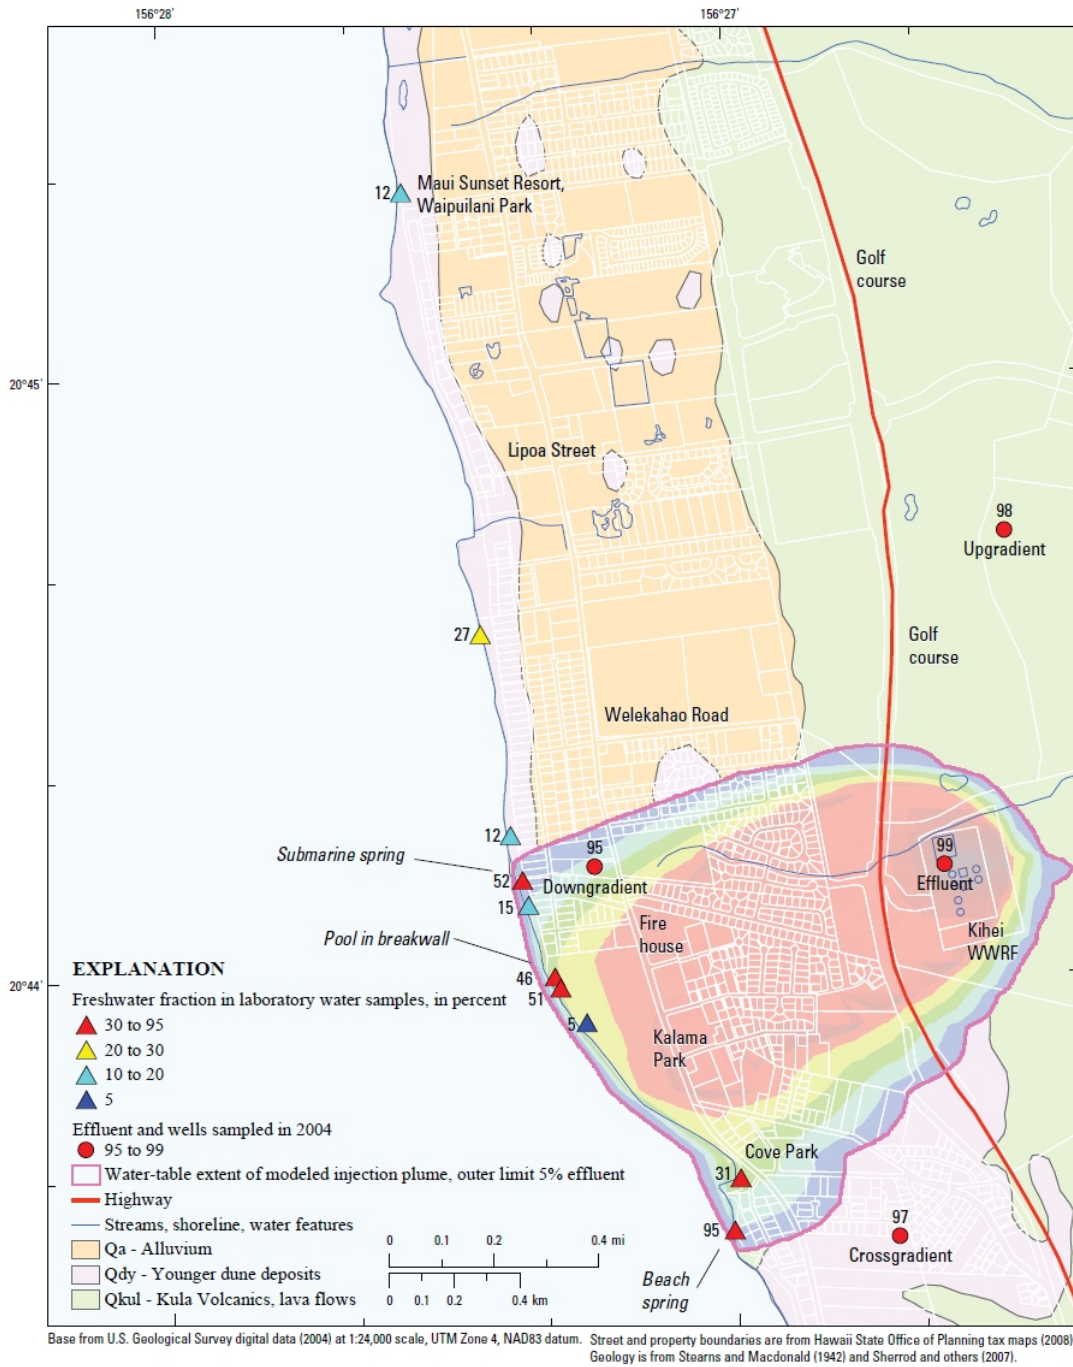 156°28'
156°27'
12
Maui Sunset Resort,
Waipuilani Park
Golf
course
20°45'
Lipoa Street
98
Upgradient
27
Golf
course
Welekahao Road
12
Submarine spring
95
99
52
Downgradient
Effluent
15
Fire
house
Pool in breakwall
Kihei
WWRF
46
20°44'
51
5
Kalama
Park
EXPLANATION
Freshwater fraction in laboratory water samples, in percent
30 to 95
20 to 30
10 to 20
5
Effluent and wells sampled in 2004
95 to 99
Water-table extent of modeled injection plume, outer limit 5% effluent
Highway
Streams, shoreline, water features
Qa - Alluvium
Qdy - Younger dune deposits
Qkul - Kula Volcanics, lava flows
Cove Park
31
95
97
Crossgradient
Beach
spring
0 0.1 0.2 0.4 mi
0 0.1 0.2 0.4 km
Base from U.S. Geological Survey digital data (2004) at 1:24,000 scale, UTM Zone 4, NAD83 datum.
Street and property boundaries are from Hawaii State Office of Planning tax maps (2008)
Geology is from Stearns and Macdonald (1942) and Sherrod and others (2007).